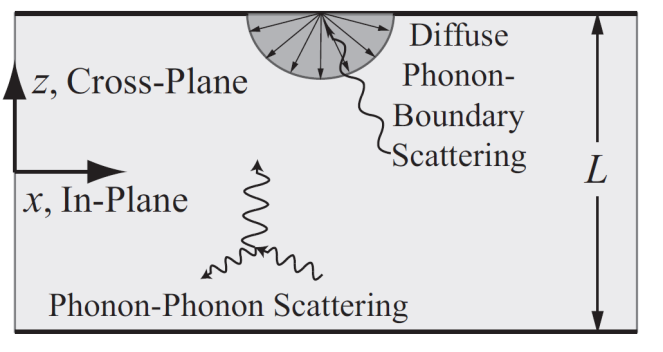 Diffuse
Phonon-
Boundary
Scattering
z, Cross-Plane
L
x, In-Plane
Phonon-Phonon Scattering